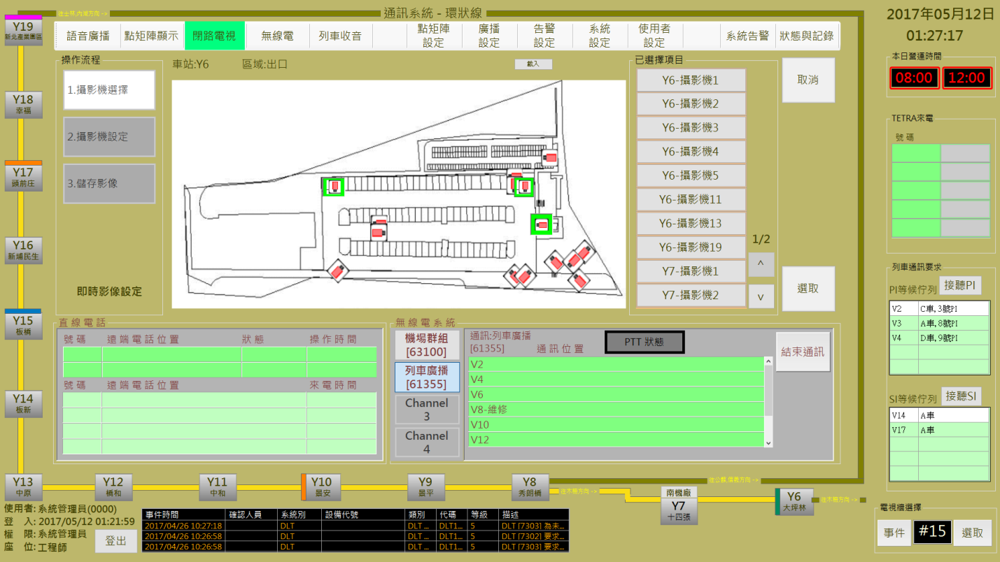 往士林,內湖方向->
通訊系統 - 環狀線
2017年05月12日
01:27:17
Y19
新北產業園區
語音廣播
點矩陣顯示
閉路電視
無線電
列車收音
點矩陣
設定
廣播
設定
告警
設定
系統
設定
使用者
設定
系統告警
狀態與記錄
操作流程
1.攝影機選擇
2.攝影機設定
3.儲存影像
即時影像設定
車站:Y6
區域:出口
載入
已選擇項目
Y6-攝影機1
Y6-攝影機2
Y6-攝影機3
Y6-攝影機4
Y6-攝影機5
Y6-攝影機11
Y6-攝影機13
Y6-攝影機19
Y7-攝影機1
Y7-攝影機2
1/2
^
v
取消
選取
本日營運時間
08:00
12:00
TETRA來電
號 碼
列車通訊要求
PI等候佇列
接聽PI
V2 C車,3號PI
V3 A車,8號PI
V4 D車,9號PI
SI等候佇列
接聽SI
V14 A車
V17 A車
Y18
幸福
Y17
頭前庄
Y16
新埔民生
Y15
板橋
Y14
板新
直線電話
號碼 遠端電話位置 狀態 操作時間
號碼 遠端電話位置 來電時間
無線電系統
機場群組
[63100]
列車廣播
[61355]
Channel
3
Channel
4
通訊:列車廣播
[61355] 通訊位置
PTT 狀態
結束通訊
V2
V4
V6
V8-維修
V10
V12
Y13
中原
Y12
橋和
Y11
中和
Y10
景安
Y9
景平
Y8
秀朗橋
往公館,信義方向->
往木柵方向 ->
南機廠
Y7
十四張
Y6
大坪林
往木柵方向 ->
使用者: 系統管理員(0000)
登 入: 2017/05/12 01:21:59
權 限: 系統管理員
座 位: 工程師
登出
事件時間 確認人員 系統別 設備代號 類別 代碼 等級 描述
2017/04/26 10:27:18 DLT DLT ... DLT1... 5 DLT [7303] 為未...
2017/04/26 10:26:58 DLT DLT ... DLT1... 5 DLT [7302] 要求...
2017/04/26 10:26:58 DLT DLT ... DLT1... 5 DLT [7303] 要求...
電視牆選擇
事件
#15
選取